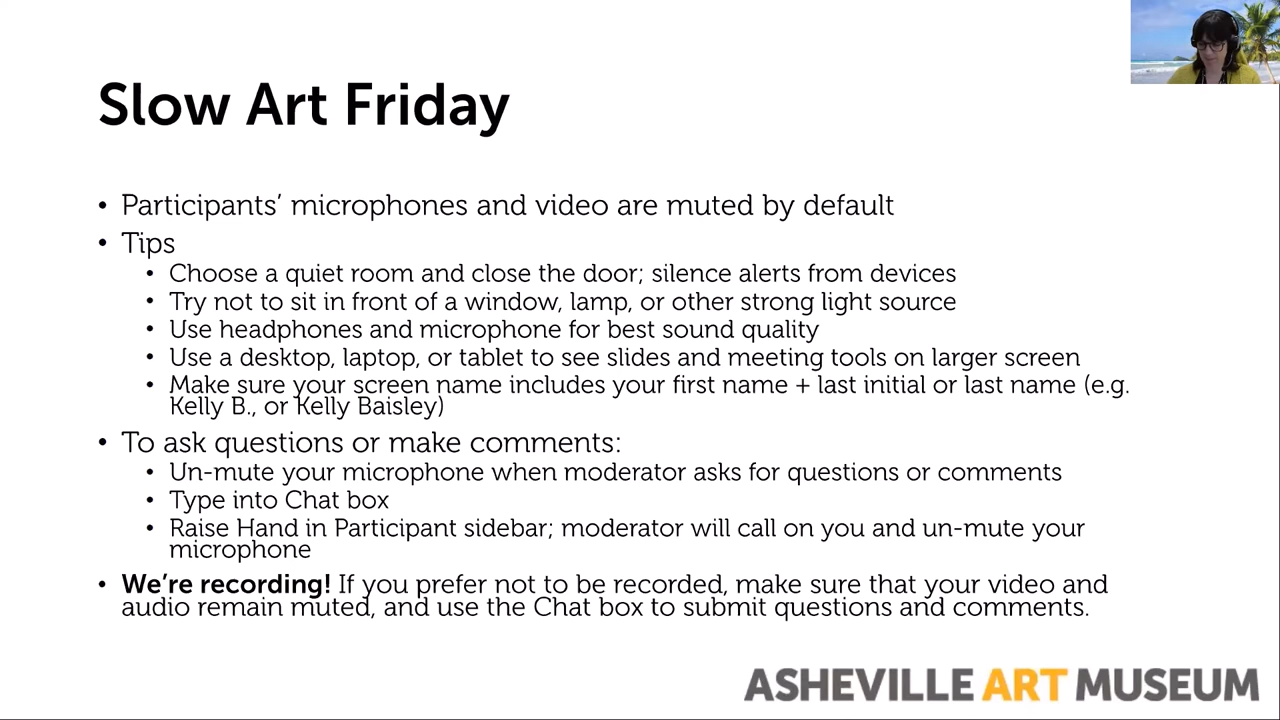 Slow Art Friday
• Participants’ microphones and video are muted by default
• Tips
• Choose a quiet room and close the door; silence alerts from devices
• Try not to sit in front of a window, lamp, or other strong light source
• Use headphones and microphone for best sound quality
• Use a desktop, laptop, or tablet to see slides and meeting tools on larger screen
• Make sure your screen name includes your first name + last initial or last name (e.g.
Kelly B., or Kelly Baisley)
• To ask questions or make comments:
• Un-mute your microphone when moderator asks for questions or comments
• Type into Chat box
• Raise Hand in Participant sidebar; moderator will call on you and un-mute your
microphone
• We’re recording! If you prefer not to be recorded, make sure that your video and
audio remain muted, and use the Chat box to submit questions and comments.
ASHEVILLE ART MUSEUM